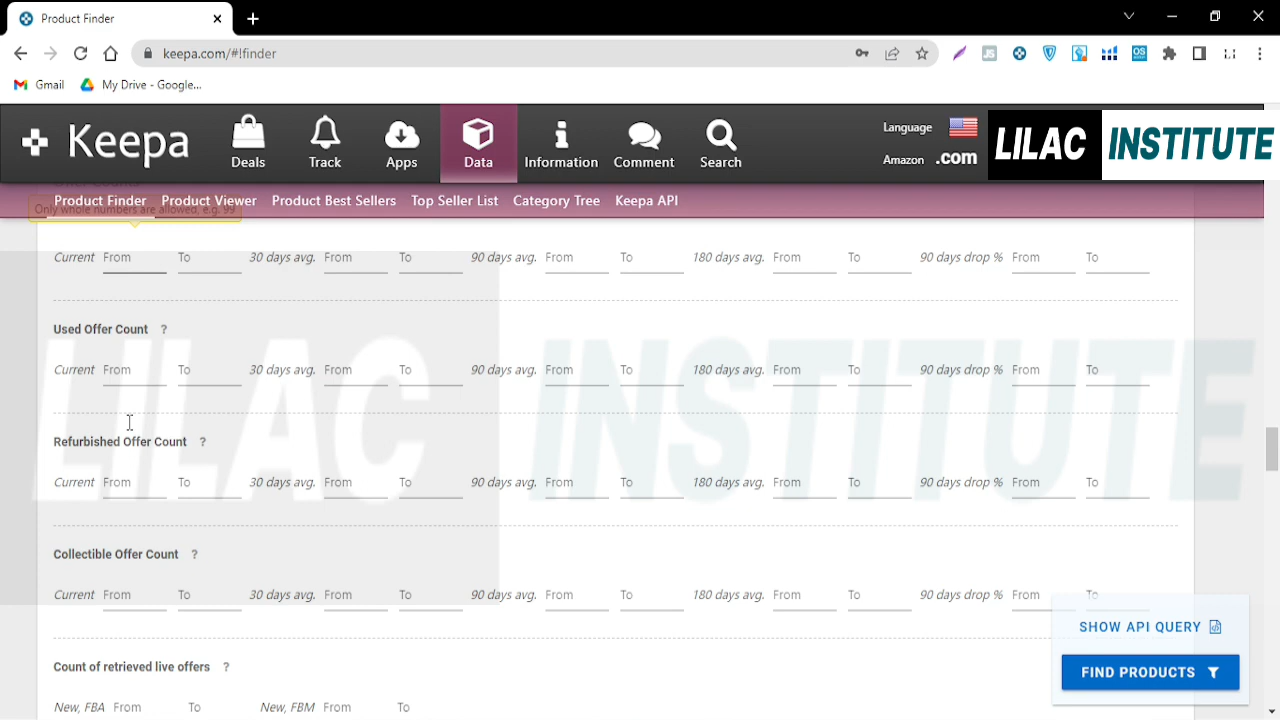 Product Finder
keepa.com/#!finder
JS
OS
Gmail
My Drive - Google...
Keepa
Deals
Track
Apps
Data
Information
Comment
Search
Language
Amazon .com
LILAC INSTITUTE
Product Finder Product Viewer Product Best Sellers Top Seller List Category Tree Keepa API
Only whole numbers are allowed, e.g. 99
Current From To 30 days avg. From To 90 days avg. From To 180 days avg. From To 90 days drop % From To
Used Offer Count ?
Current From To 30 days avg. From To 90 days avg. From To 180 days avg. From To 90 days drop % From To
LILAC INSTITUTE
Refurbished Offer Count ?
Current From To 30 days avg. From To 90 days avg. From To 180 days avg. From To 90 days drop % From To
Collectible Offer Count ?
Current From To 30 days avg. From To 90 days avg. From To 180 days avg. From To 90 days drop % From To
SHOW API QUERY
Count of retrieved live offers ?
FIND PRODUCTS
New, FBA From To New, FBM From To